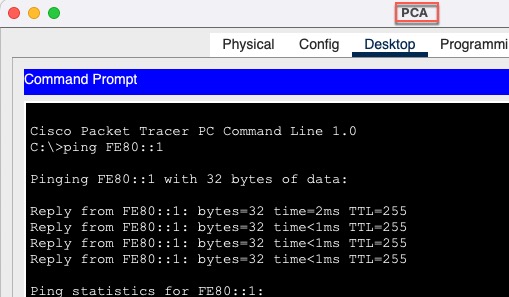 PCA
Physical Config Desktop Programmi
Command Prompt
Cisco Packet Tracer PC Command Line 1.0
C:\>ping FE80::1
Pinging FE80::1 with 32 bytes of data:
Reply from FE80::1: bytes=32 time=2ms TTL=255
Reply from FE80::1: bytes=32 time<1ms TTL=255
Reply from FE80::1: bytes=32 time<1ms TTL=255
Reply from FE80::1: bytes=32 time<1ms TTL=255
Ping statistics for FE80::1: